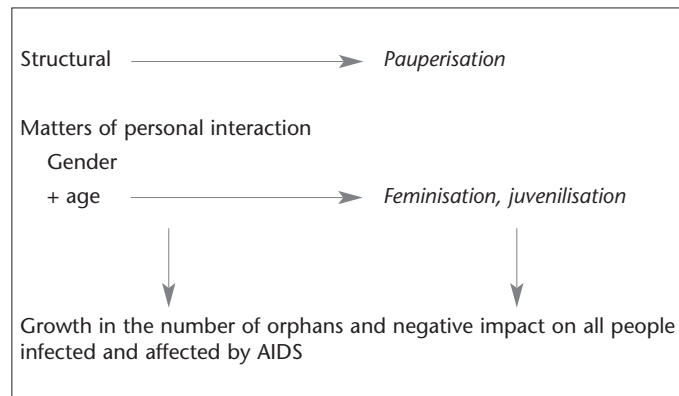 Structural Pauperisation
Matters of personal interaction
Gender
+ age Feminisation, juvenilisation
Growth in the number of orphans and negative impact on all people
infected and affected by AIDS